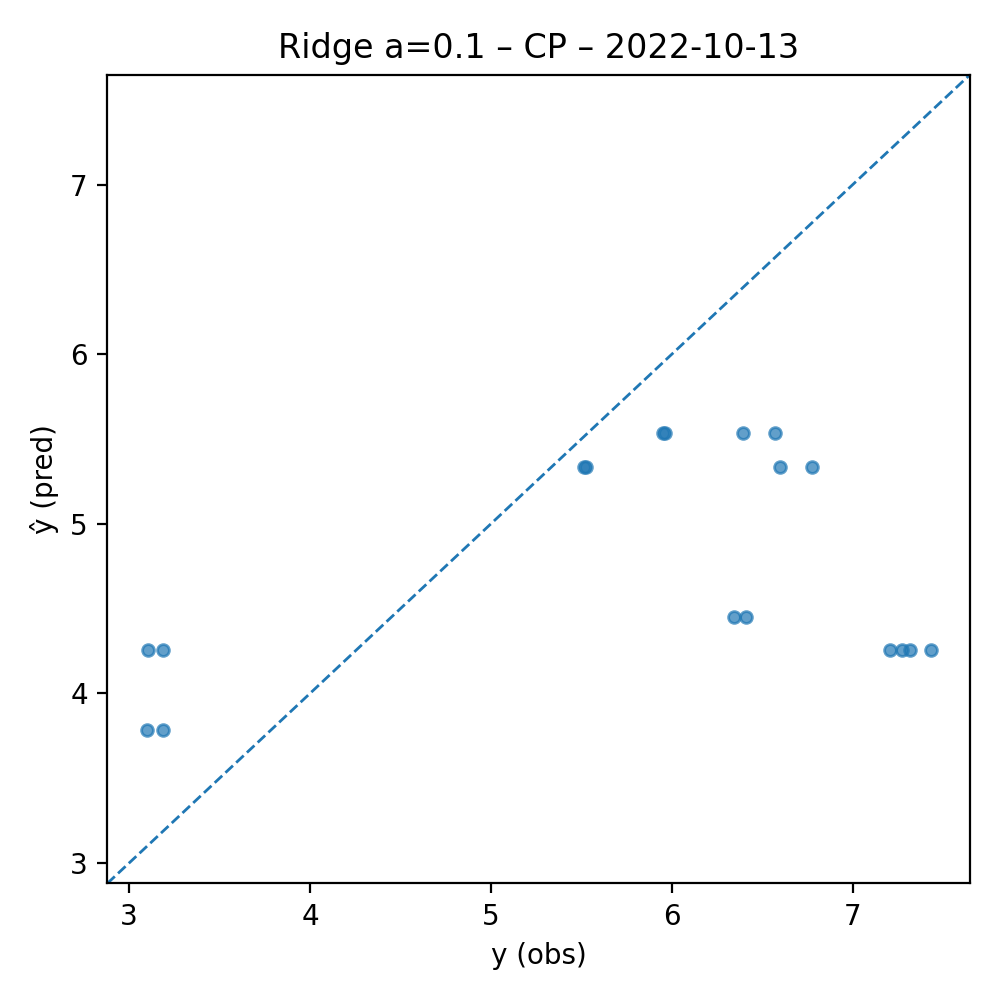 Ridge a=0.1 – CP – 2022-10-13
7
6
5
4
3
ŷ (pred)
3 4 5 6 7
y (obs)